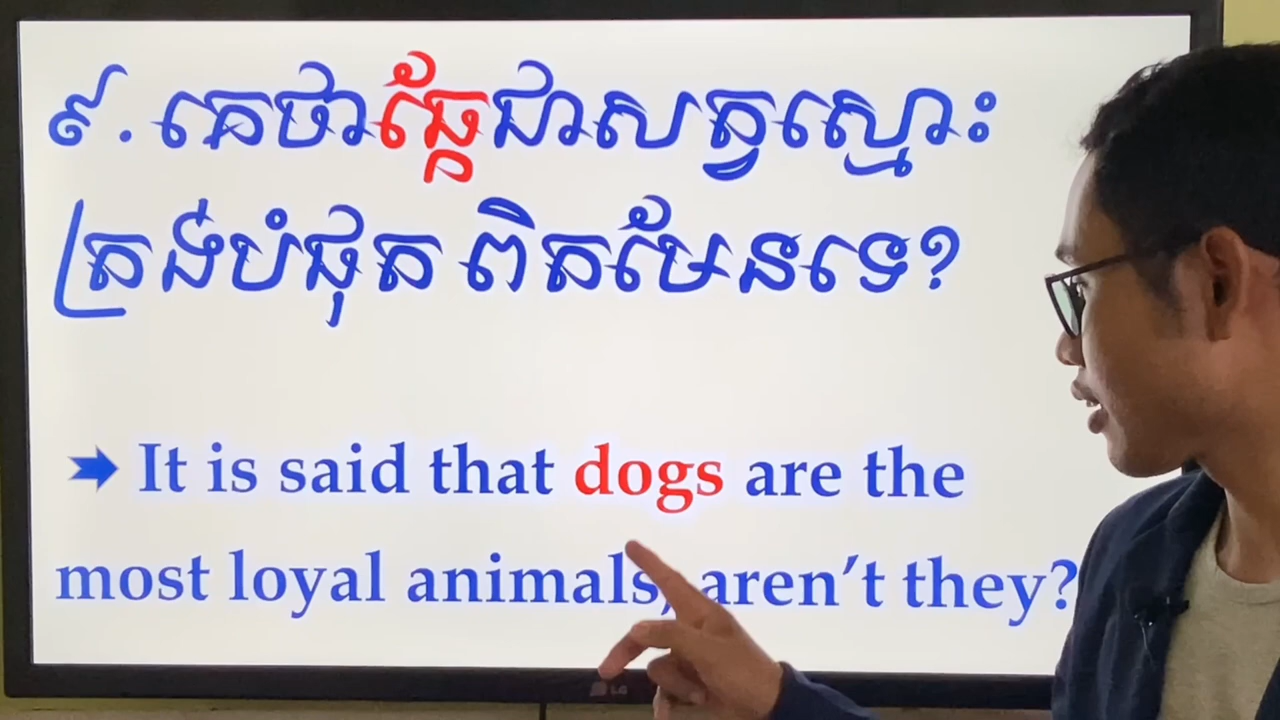 ៩. គេថាឆ្កែជាសត្វស្មោះ
ត្រង់បំផុត ពិតមែនទេ?
It is said that dogs are the
most loyal animals, aren’t they?
LG